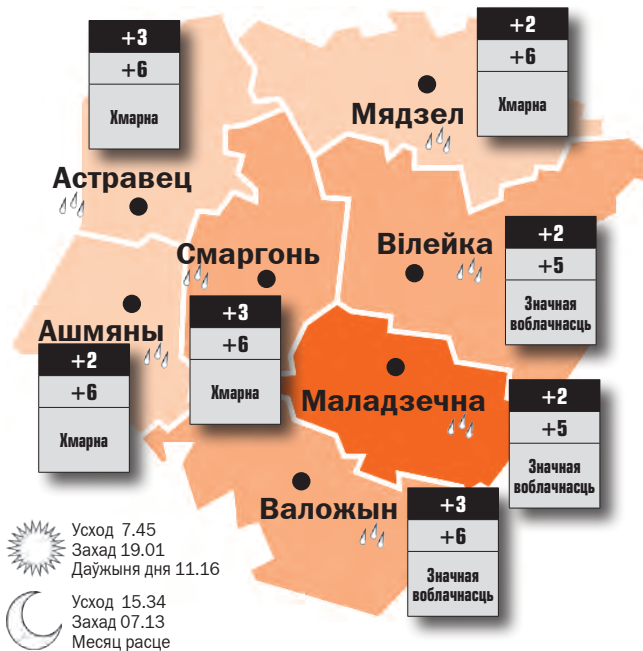 +3
+6
Хмарна
+2
+6
Хмарна
Мядзел
Астравец
Смаргонь
Вілейка
+2
+5
Значная
воблачнасць
Ашмяны
+3
+6
Хмарна
+2
+6
Хмарна
Маладзечна
+2
+5
Значная
воблачнасць
Валожын
+3
+6
Значная
воблачнасць
Усход 7.45
Захад 19.01
Даўжыня дня 11.16
Усход 15.34
Захад 07.13
Месяц расце